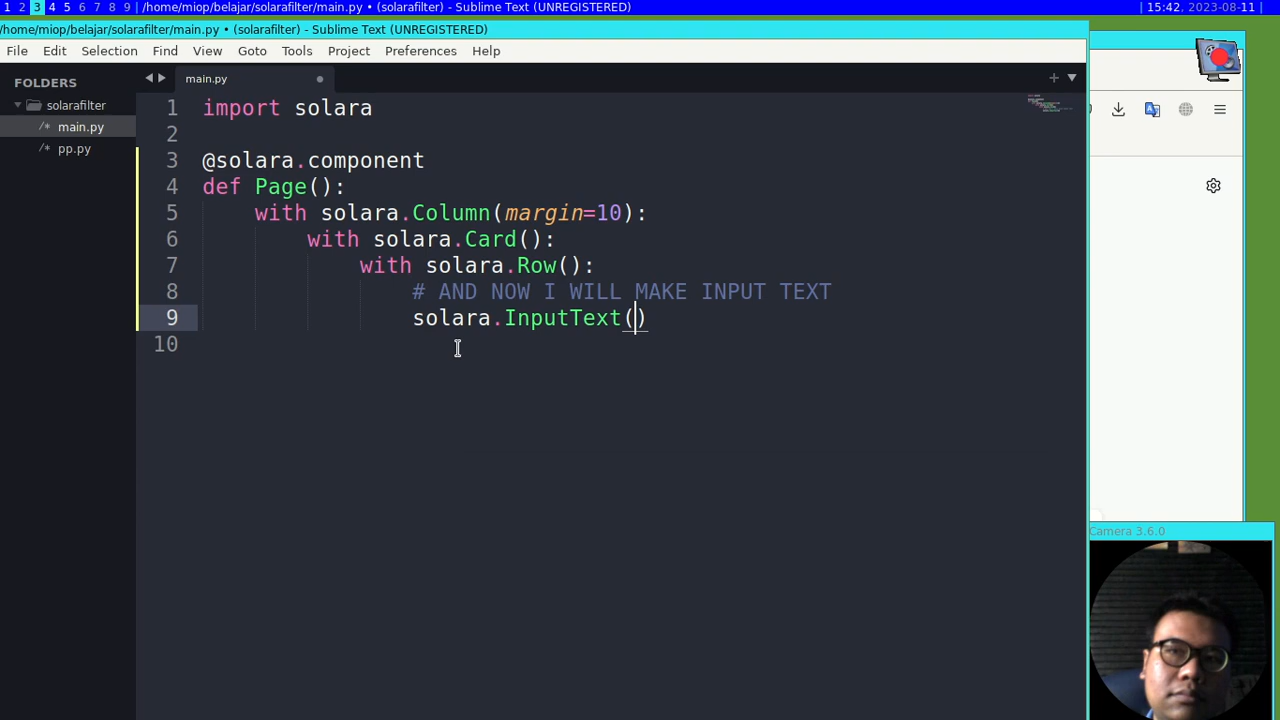 1 2 3 4 5 6 7 8 9 | /home/miop/belajar/solarafilter/main.py • (solarafilter) - Sublime Text (UNREGISTERED) | 15:42. 2023-08-11 |
/home/miop/belajar/solarafilter/main.py • (solarafilter) - Sublime Text (UNREGISTERED)
File Edit Selection Find View Goto Tools Project Preferences Help
FOLDERS
solarafilter
/* main.py
/* pp.py
main.py
1 import solara
2
3 @solara.component
4 def Page():
5 with solara.Column(margin=10):
6 with solara.Card():
7 with solara.Row():
8 # AND NOW I WILL MAKE INPUT TEXT
9 solara.InputText()
10
Camera 3.6.0